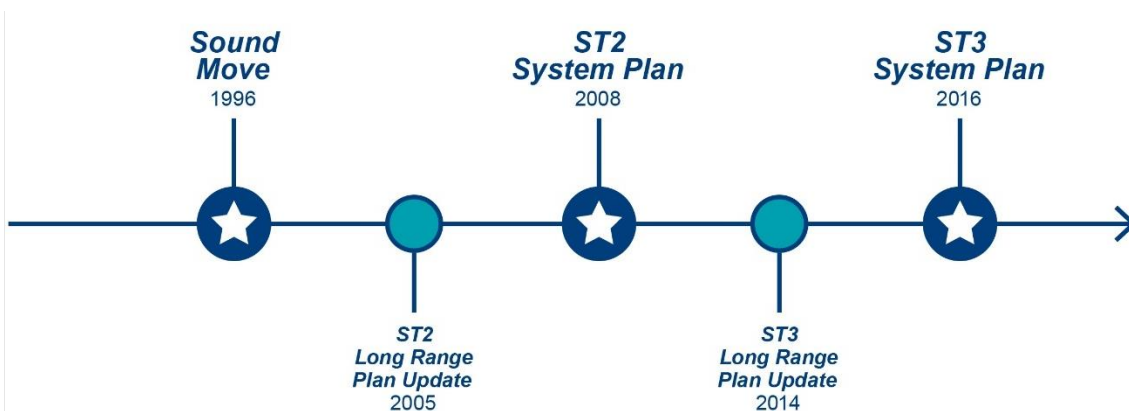 Sound
Move
1996
ST2
System Plan
2008
ST3
System Plan
2016
ST2
Long Range
Plan Update
2005
ST3
Long Range
Plan Update
2014